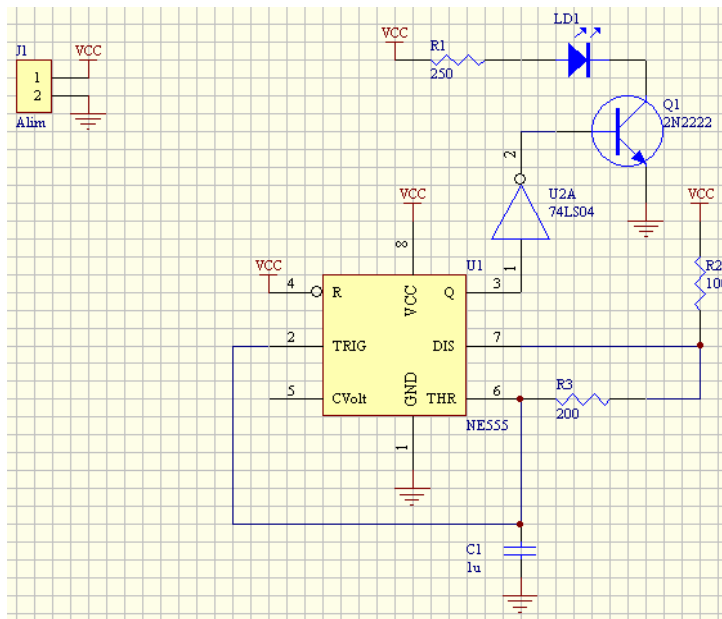 LD1
J1
VCC
VCC
R1
250
1
2
Alim
Q1
2N2222
2
U2A
74LS04
VCC
VCC
8
1
VCC
U1
R2
4
R
VCC
Q
3
2
TRIG
DIS
7
5
CVolt
GND
THR
6
R3
200
NE555
1
C1
1u